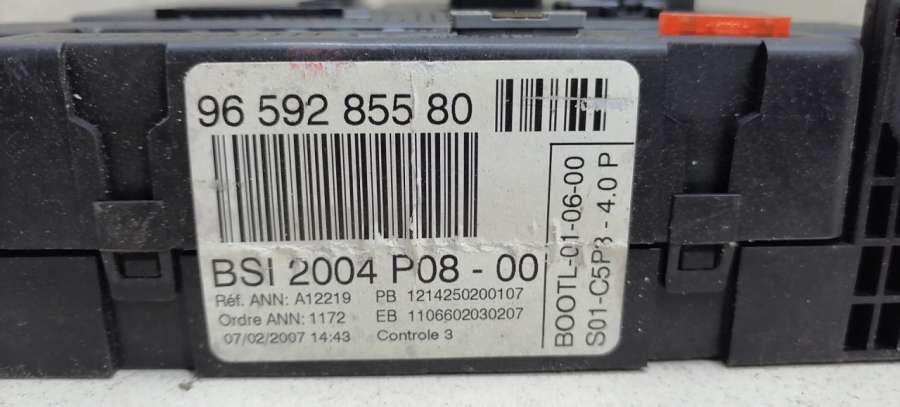 96 592 855 80
BSI 2004 P08 - 00
Réf. ANN: A12219 PB 1214250200107
Ordre ANN: 1172 EB 1106602030207
07/02/2007 14:43 Controle 3
BOOTL-01-06-00
S01-C5P3 - 4.0 P